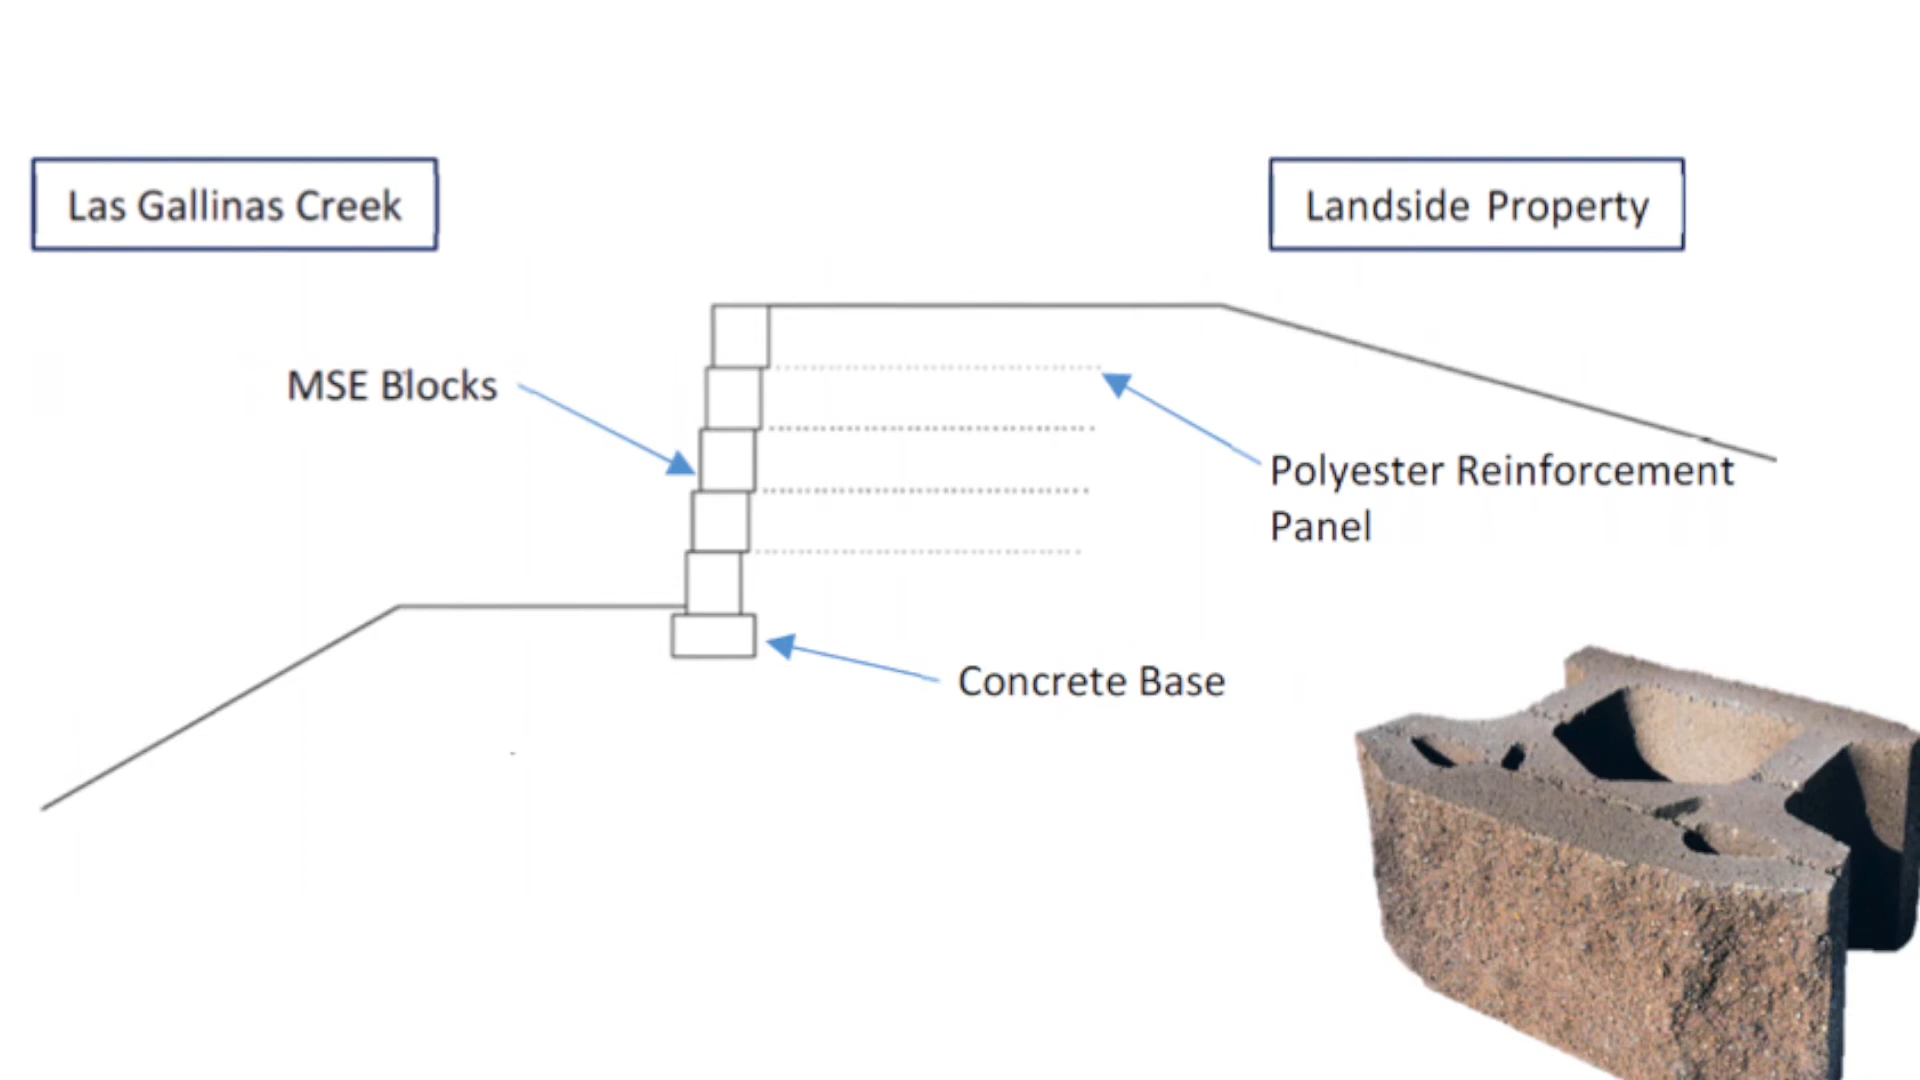 Las Gallinas Creek
Landside Property
MSE Blocks
Polyester Reinforcement
Panel
Concrete Base